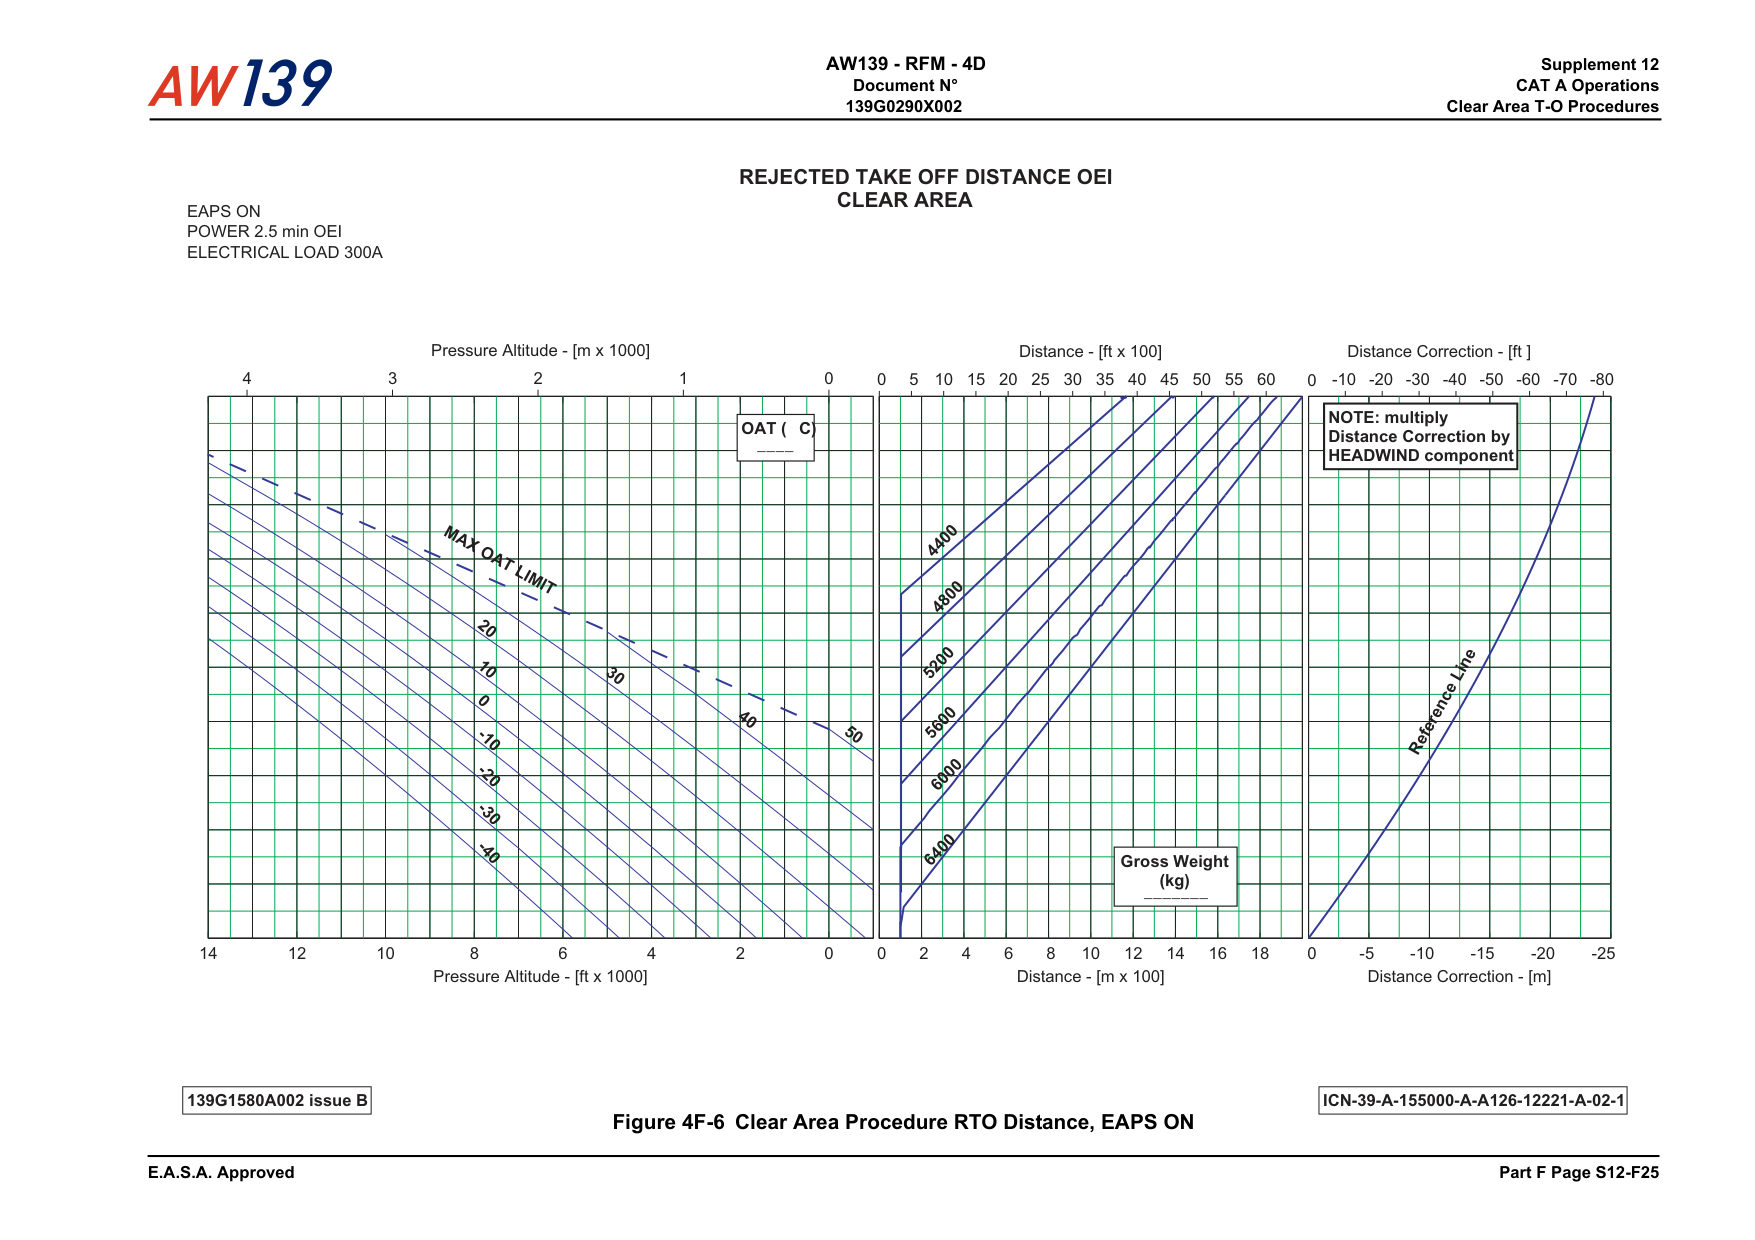 AW139
AW139 - RFM - 4D
Document N°
139G0290X002
Supplement 12
CAT A Operations
Clear Area T-O Procedures
REJECTED TAKE OFF DISTANCE OEI
CLEAR AREA
EAPS ON
POWER 2.5 min OEI
ELECTRICAL LOAD 300A
Pressure Altitude - [m x 1000]
4 3 2 1 0
Distance - [ft x 100]
0 5 10 15 20 25 30 35 40 45 50 55 60
Distance Correction - [ft ]
0 -10 -20 -30 -40 -50 -60 -70 -80
OAT ( C)
____
MAX OAT LIMIT
20
10
0
-10
-20
-30
-40
30
40
50
14 12 10 8 6 4 2 0
Pressure Altitude - [ft x 1000]
4400
4800
5200
5600
6000
6400
Gross Weight
(kg)
_______
0 2 4 6 8 10 12 14 16 18
Distance - [m x 100]
NOTE: multiply
Distance Correction by
HEADWIND component
Reference Line
0 -5 -10 -15 -20 -25
Distance Correction - [m]
139G1580A002 issue B
ICN-39-A-155000-A-A126-12221-A-02-1
Figure 4F-6 Clear Area Procedure RTO Distance, EAPS ON
E.A.S.A. Approved
Part F Page S12-F25